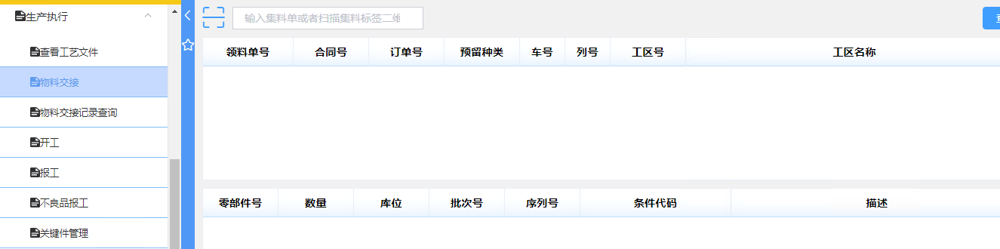 生产执行
查看工艺文件
物料交接
物料交接记录查询
开工
报工
不良品报工
关键件管理
输入集料单或者扫描集料标签二维
领料单号 合同号 订单号 预留种类 车号 列号 工区号 工区名称
零部件号 数量 库位 批次号 序列号 条件代码 描述